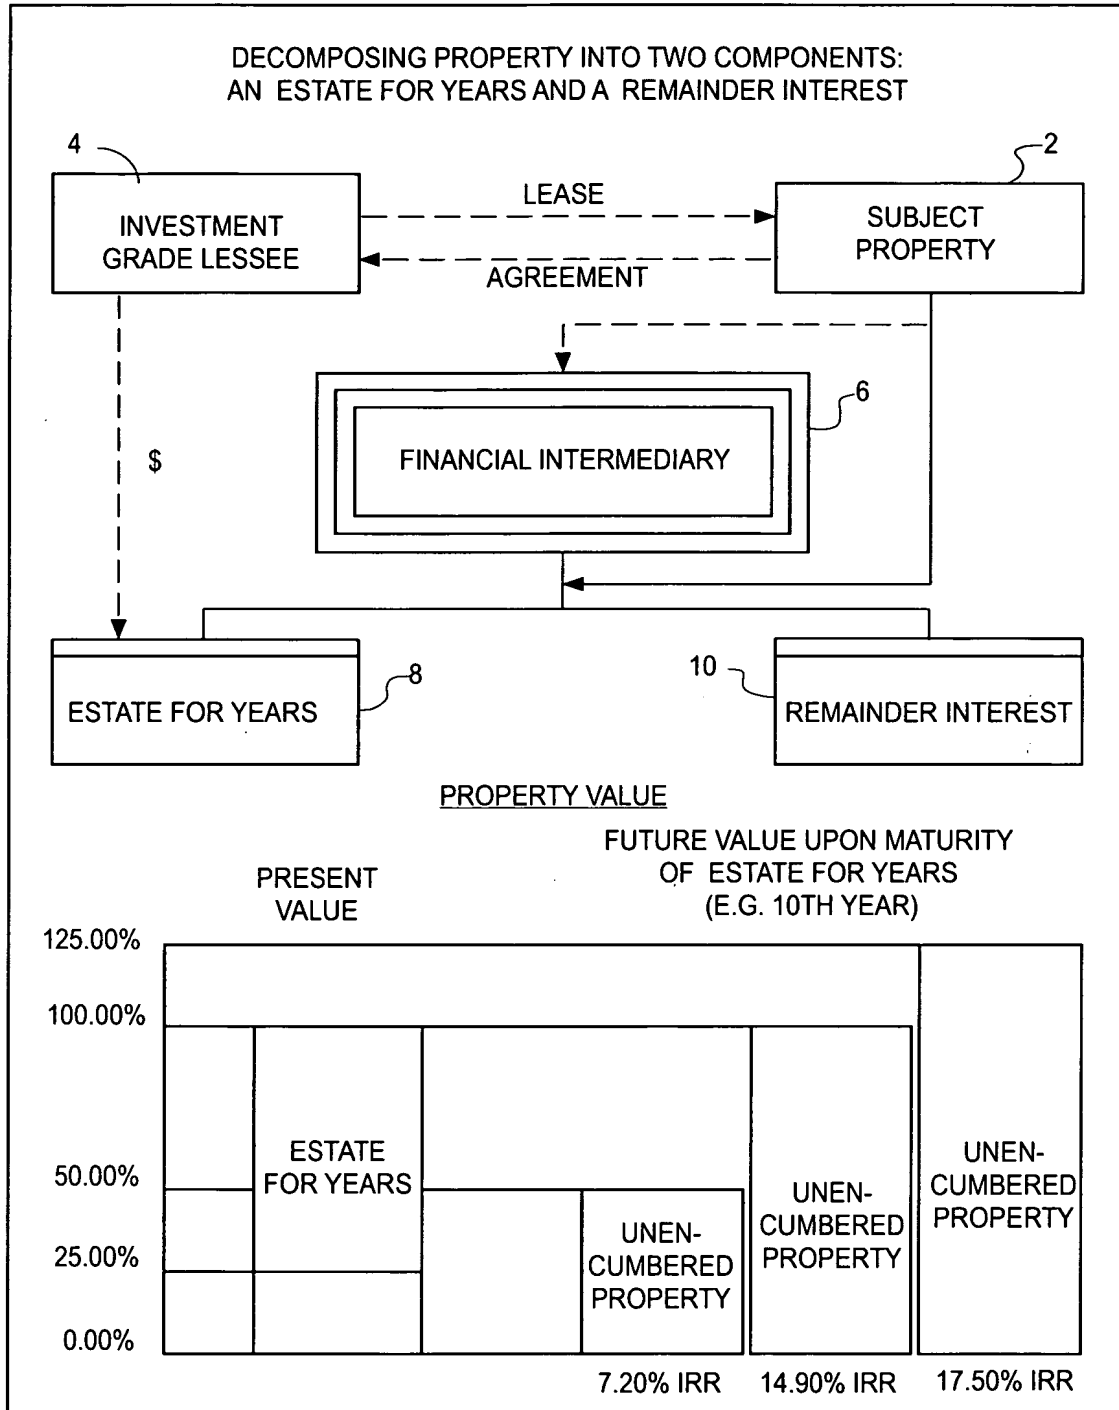 DECOMPOSING PROPERTY INTO TWO COMPONENTS:
AN ESTATE FOR YEARS AND A REMAINDER INTEREST
4
2
INVESTMENT
GRADE LESSEE
LEASE
AGREEMENT
SUBJECT
PROPERTY
6
FINANCIAL INTERMEDIARY
$
8
10
ESTATE FOR YEARS
REMAINDER INTEREST
PROPERTY VALUE
PRESENT
VALUE
FUTURE VALUE UPON MATURITY
OF ESTATE FOR YEARS
(E.G. 10TH YEAR)
125.00%
100.00%
50.00%
25.00%
0.00%
ESTATE
FOR YEARS
UNEN-
CUMBERED
PROPERTY
UNEN-
CUMBERED
PROPERTY
UNEN-
CUMBERED
PROPERTY
7.20% IRR
14.90% IRR
17.50% IRR